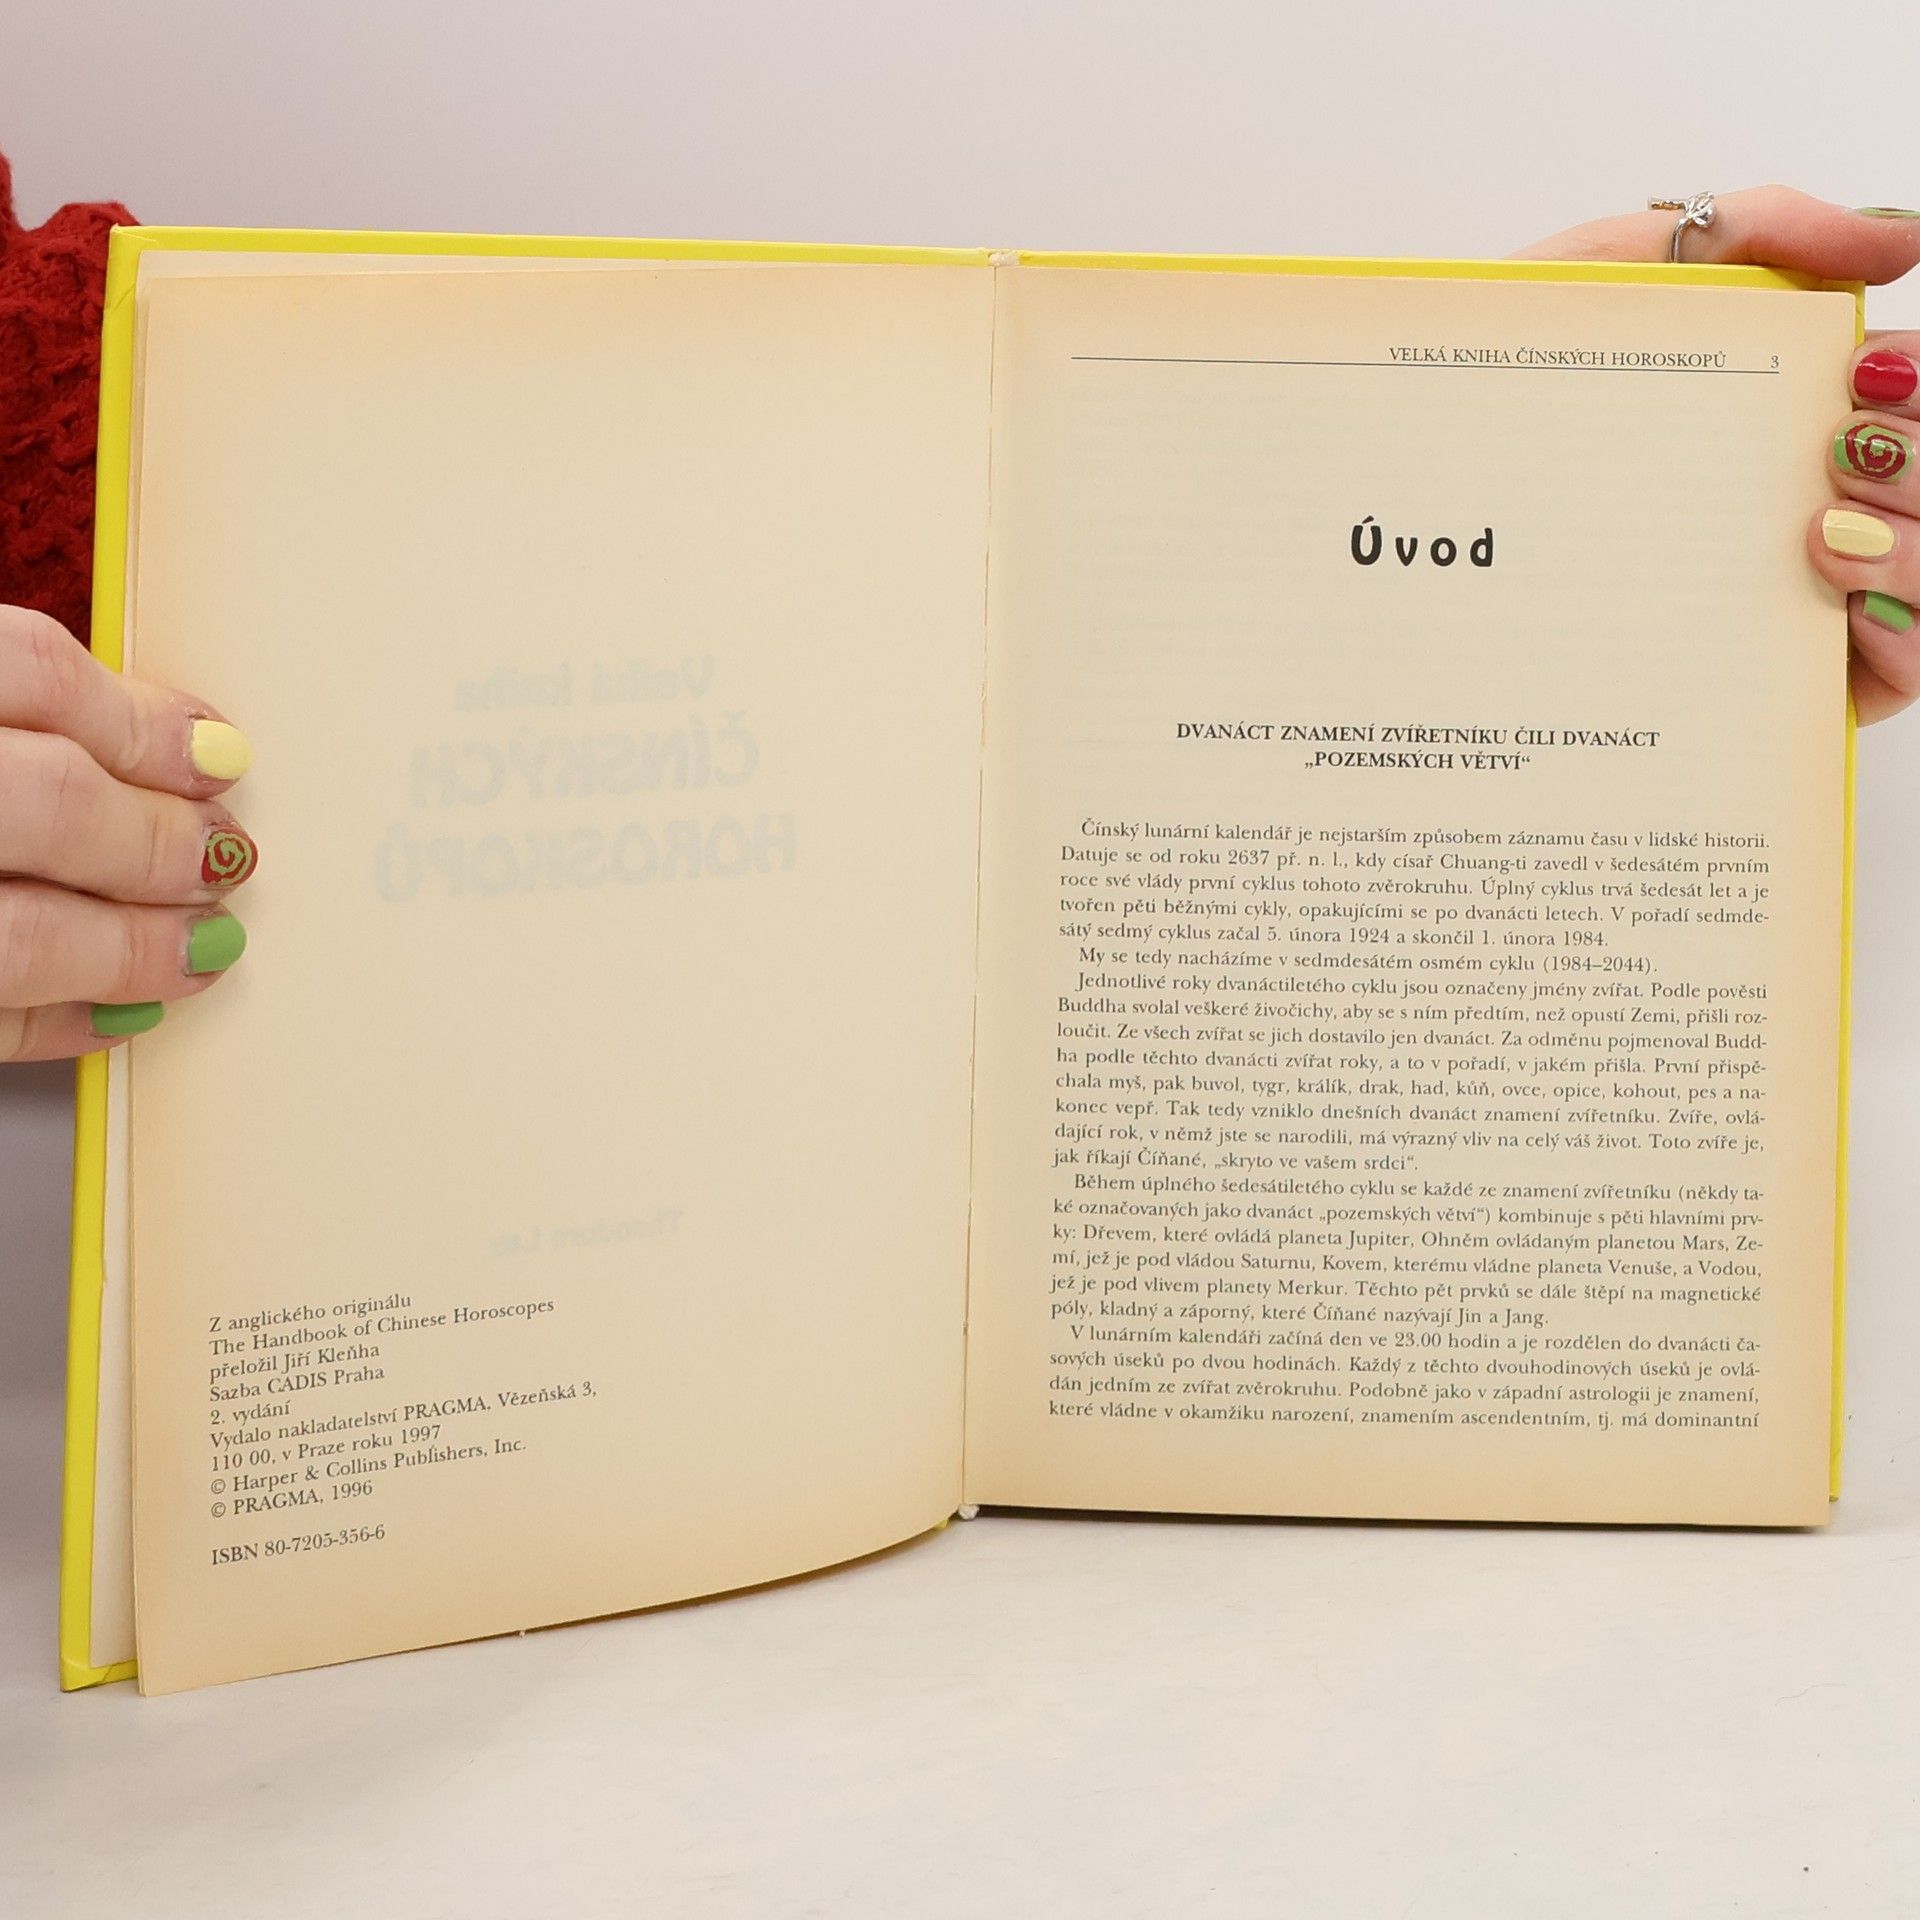 Velká kniha
ČÍNSKÝCH
HOROSKOPŮ
Z anglického originálu
The Handbook of Chinese Horoscopes
přeložil Jiří Kleňha
Sazba CADIS Praha
2. vydání
Vydalo nakladatelství PRAGMA, Vězeňská 3,
110 00, v Praze roku 1997
© Harper & Collins Publishers, Inc.
© PRAGMA, 1996
ISBN 80-7205-356-6
VELKÁ KNIHA ČÍNSKÝCH HOROSKOPŮ 3
Úvod
DVANÁCT ZNAMENÍ ZVÍŘETNÍKU ČILI DVANÁCT
„POZEMSKÝCH VĚTVÍ“
Čínský lunární kalendář je nejstarším způsobem záznamu času v lidské historii.
Datuje se od roku 2637 př. n. l., kdy císař Chuang-ti zavedl v šedesátém prvním
roce své vlády první cyklus tohoto zvěrokruhu. Úplný cyklus trvá šedesát let a je
tvořen pěti běžnými cykly, opakujícími se po dvanácti letech. V pořadí sedmde-
sátý sedmý cyklus začal 5. února 1924 a skončil 1. února 1984.
My se tedy nacházíme v sedmdesátém osmém cyklu (1984–2044).
Jednotlivé roky dvanáctiletého cyklu jsou označeny jmény zvířat. Podle pověsti
Buddha svolal veškeré živočichy, aby se s ním předtím, než opustí Zemi, přišli roz-
loučit. Ze všech zvířat se jich dostavilo jen dvanáct. Za odměnu pojmenoval Budd-
ha podle těchto dvanácti zvířat roky, a to v pořadí, v jakém přišla. První přispě-
chala myš, pak buvol, tygr, králík, drak, had, kůň, ovce, opice, kohout, pes a na-
konec vepř. Tak tedy vzniklo dnešních dvanáct znamení zvířetníku. Zvíře, ovlá-
dající rok, v němž jste se narodili, má výrazný vliv na celý váš život. Toto zvíře je,
jak říkají Číňané, „skryto ve vašem srdci“.
Během úplného šedesátiletého cyklu se každé ze znamení zvířetníku (někdy ta-
ké označovaných jako dvanáct „pozemských větví“) kombinuje s pěti hlavními prv-
ky: Dřevem, které ovládá planeta Jupiter, Ohněm ovládaným planetou Mars, Ze-
mí, jež je pod vládou Saturnu, Kovem, kterému vládne planeta Venuše, a Vodou,
jež je pod vlivem planety Merkur. Těchto pět prvků se dále štěpí na magnetické
póly, kladný a záporný, které Číňané nazývají Jin a Jang.
V lunárním kalendáři začíná den ve 23.00 hodin a je rozdělen do dvanácti ča-
sových úseků po dvou hodinách. Každý z těchto dvouhodinových úseků je ovlá-
dán jedním ze zvířat zvěrokruhu. Podobně jako v západní astrologii je znamení,
které vládne v okamžiku narození, znamením ascendentním, tj. má dominantní